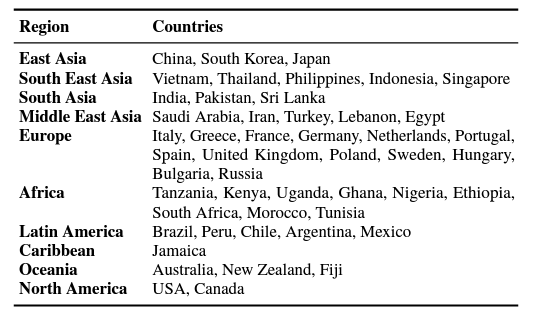 Region Countries
East Asia China, South Korea, Japan
South East Asia Vietnam, Thailand, Philippines, Indonesia, Singapore
South Asia India, Pakistan, Sri Lanka
Middle East Asia Saudi Arabia, Iran, Turkey, Lebanon, Egypt
Europe Italy, Greece, France, Germany, Netherlands, Portugal,
Spain, United Kingdom, Poland, Sweden, Hungary,
Bulgaria, Russia
Africa Tanzania, Kenya, Uganda, Ghana, Nigeria, Ethiopia,
South Africa, Morocco, Tunisia
Latin America Brazil, Peru, Chile, Argentina, Mexico
Caribbean Jamaica
Oceania Australia, New Zealand, Fiji
North America USA, Canada